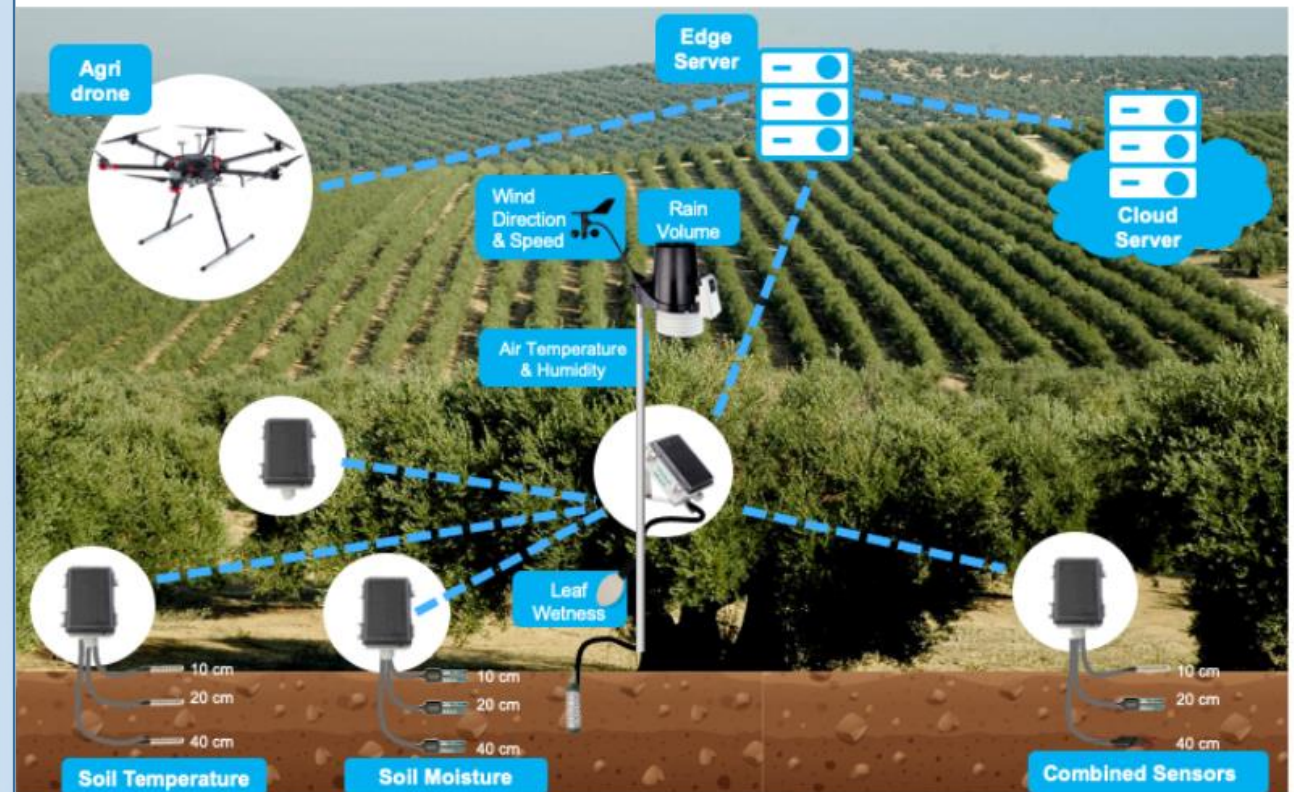 Agri
drone
Edge
Server
Cloud
Server
Wind
Direction
& Speed
Rain
Volume
Air Temperature
& Humidity
Leaf
Wetness
10 cm
20 cm
40 cm
Soil Temperature
10 cm
20 cm
40 cm
Soil Moisture
10 cm
20 cm
40 cm
Combined Sensors